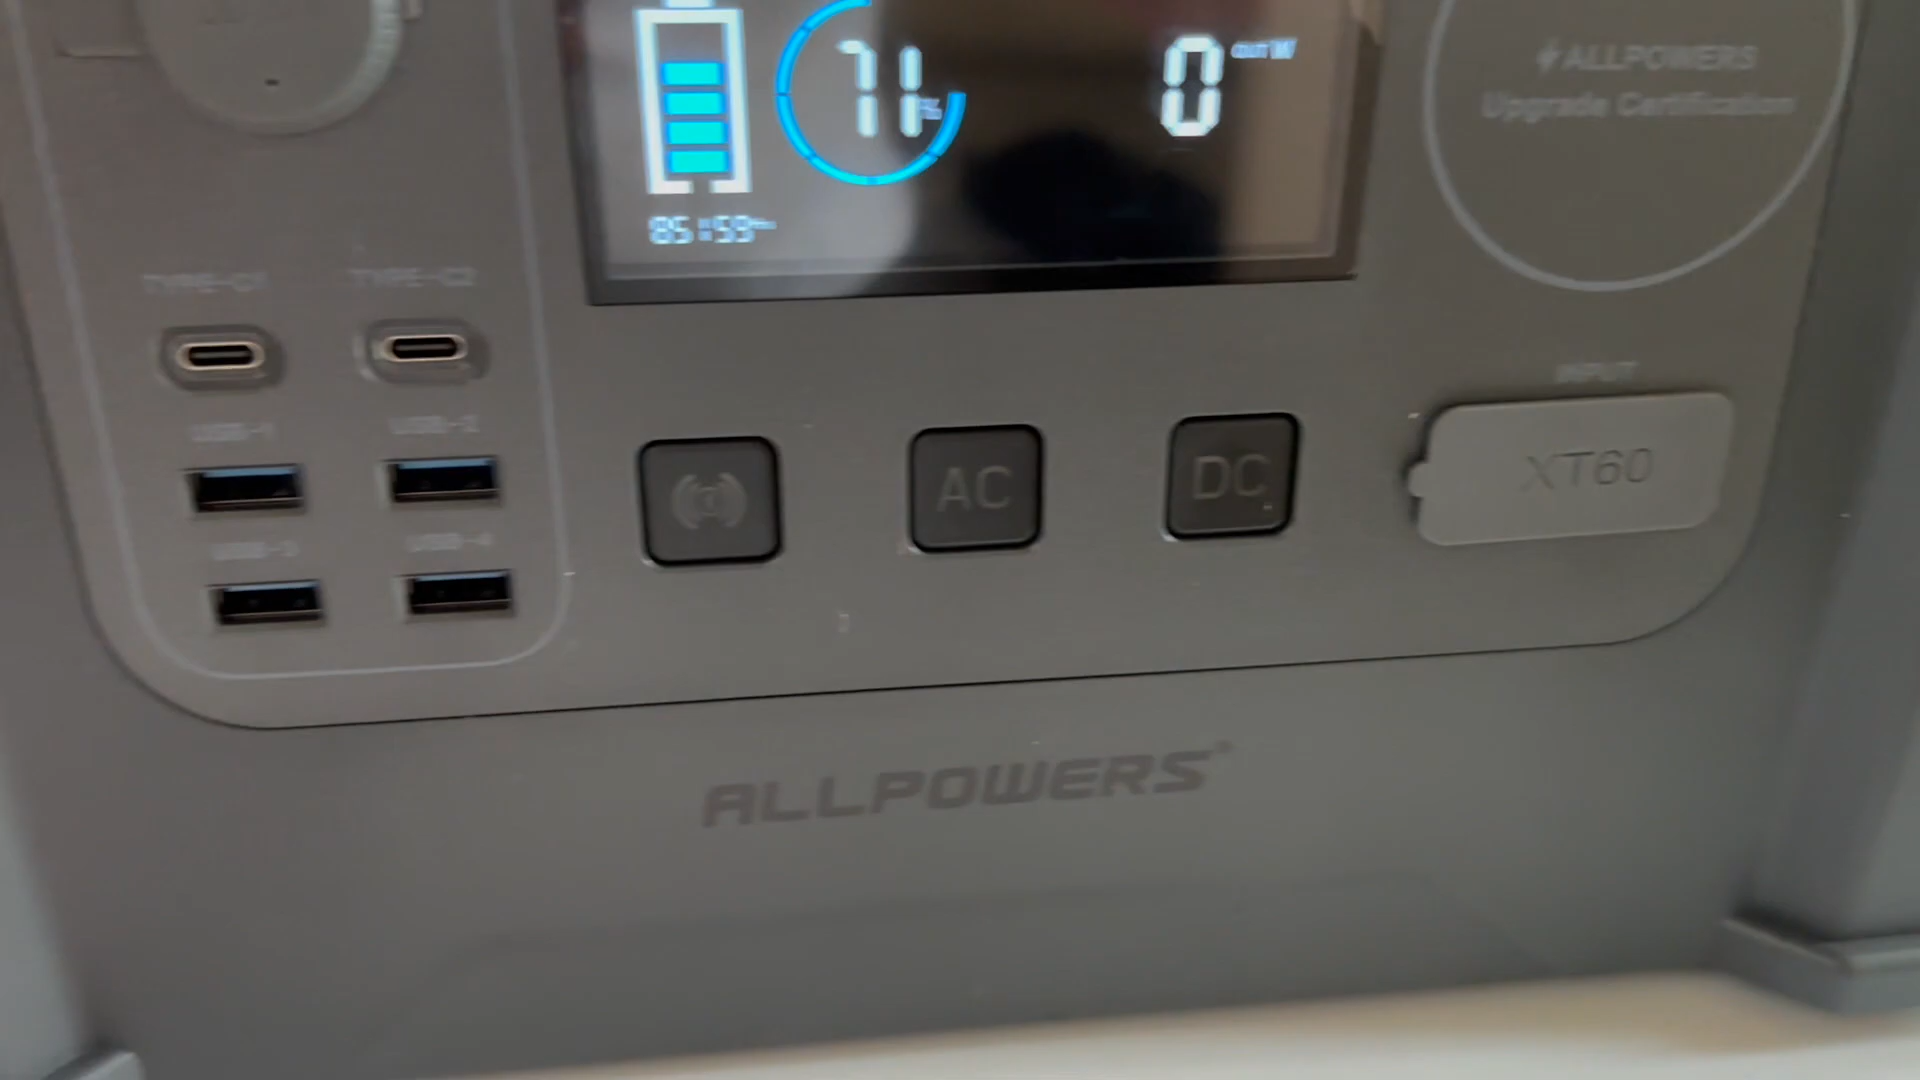 71%
0 OUT W
85:59
ALLPOWERS
Upgrade Certification
TYPE-C1 TYPE-C2
USB-1 USB-2
USB-3 USB-4
AC
DC
INPUT
XT60
ALLPOWERS